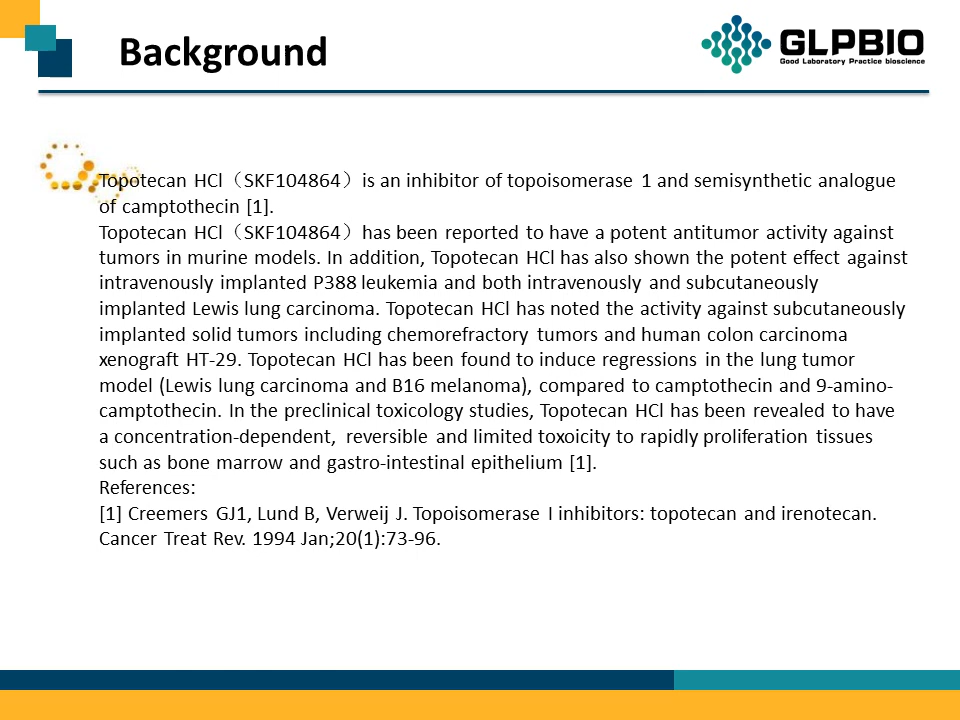 Background
GLPBIO
Good Laboratory Practice bioscience
Topotecan HCl（SKF104864）is an inhibitor of topoisomerase 1 and semisynthetic analogue
of camptothecin [1].
Topotecan HCl（SKF104864）has been reported to have a potent antitumor activity against
tumors in murine models. In addition, Topotecan HCl has also shown the potent effect against
intravenously implanted P388 leukemia and both intravenously and subcutaneously
implanted Lewis lung carcinoma. Topotecan HCl has noted the activity against subcutaneously
implanted solid tumors including chemorefractory tumors and human colon carcinoma
xenograft HT-29. Topotecan HCl has been found to induce regressions in the lung tumor
model (Lewis lung carcinoma and B16 melanoma), compared to camptothecin and 9-amino-
camptothecin. In the preclinical toxicology studies, Topotecan HCl has been revealed to have
a concentration-dependent, reversible and limited toxoicity to rapidly proliferation tissues
such as bone marrow and gastro-intestinal epithelium [1].
References:
[1] Creemers GJ1, Lund B, Verweij J. Topoisomerase I inhibitors: topotecan and irenotecan.
Cancer Treat Rev. 1994 Jan;20(1):73-96.